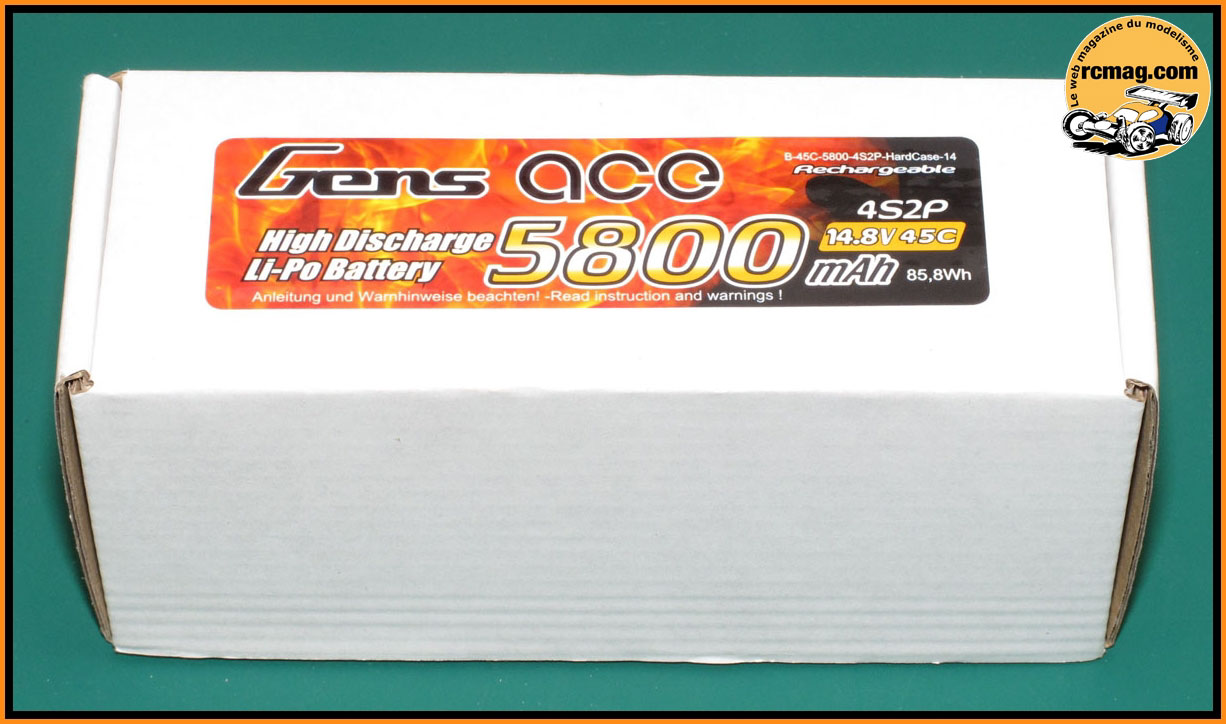 Le web magazine du modelisme
rcmag.com
Gens ace
B-45C-5800-4S2P-HardCase-14
Rechargeable
4S2P
High Discharge
Li-Po Battery
5800
mAh
14.8V 45C
85,8Wh
Anleitung und Warnhinweise beachten! -Read instruction and warnings !